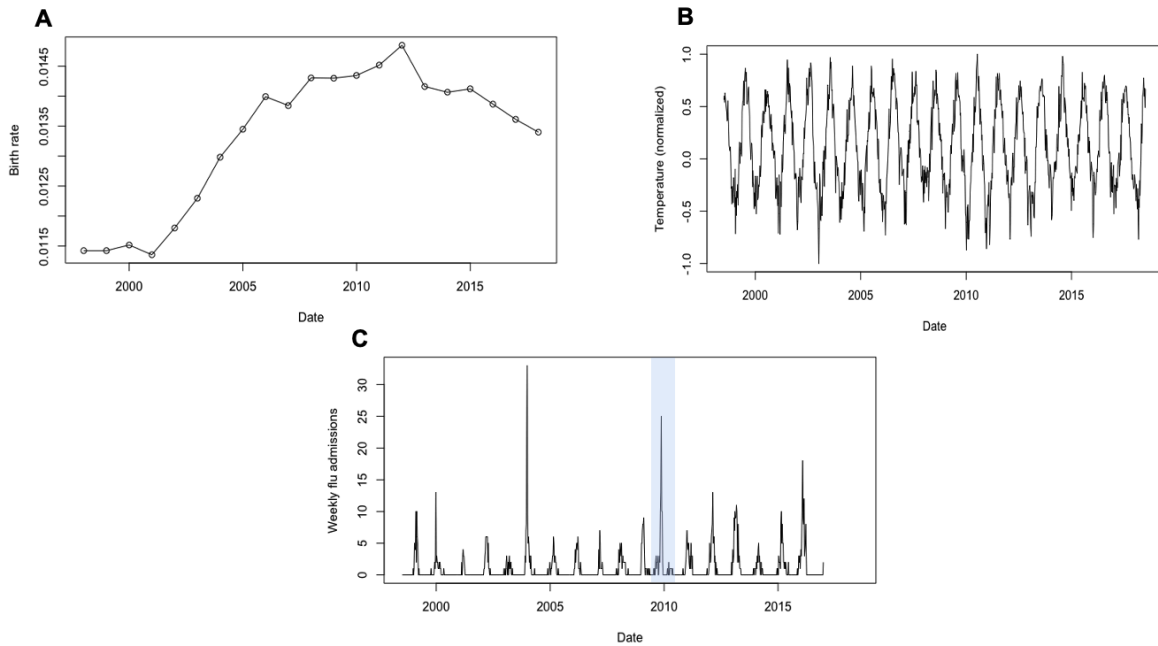 A
Birth rate
0.0145
0.0135
0.0125
0.0115
2000 2005 2010 2015
Date
B
Temperature (normalized)
1.0
0.5
0.0
-0.5
-1.0
2000 2005 2010 2015
Date
C
Weekly flu admissions
30
25
20
15
10
5
0
2000 2005 2010 2015
Date